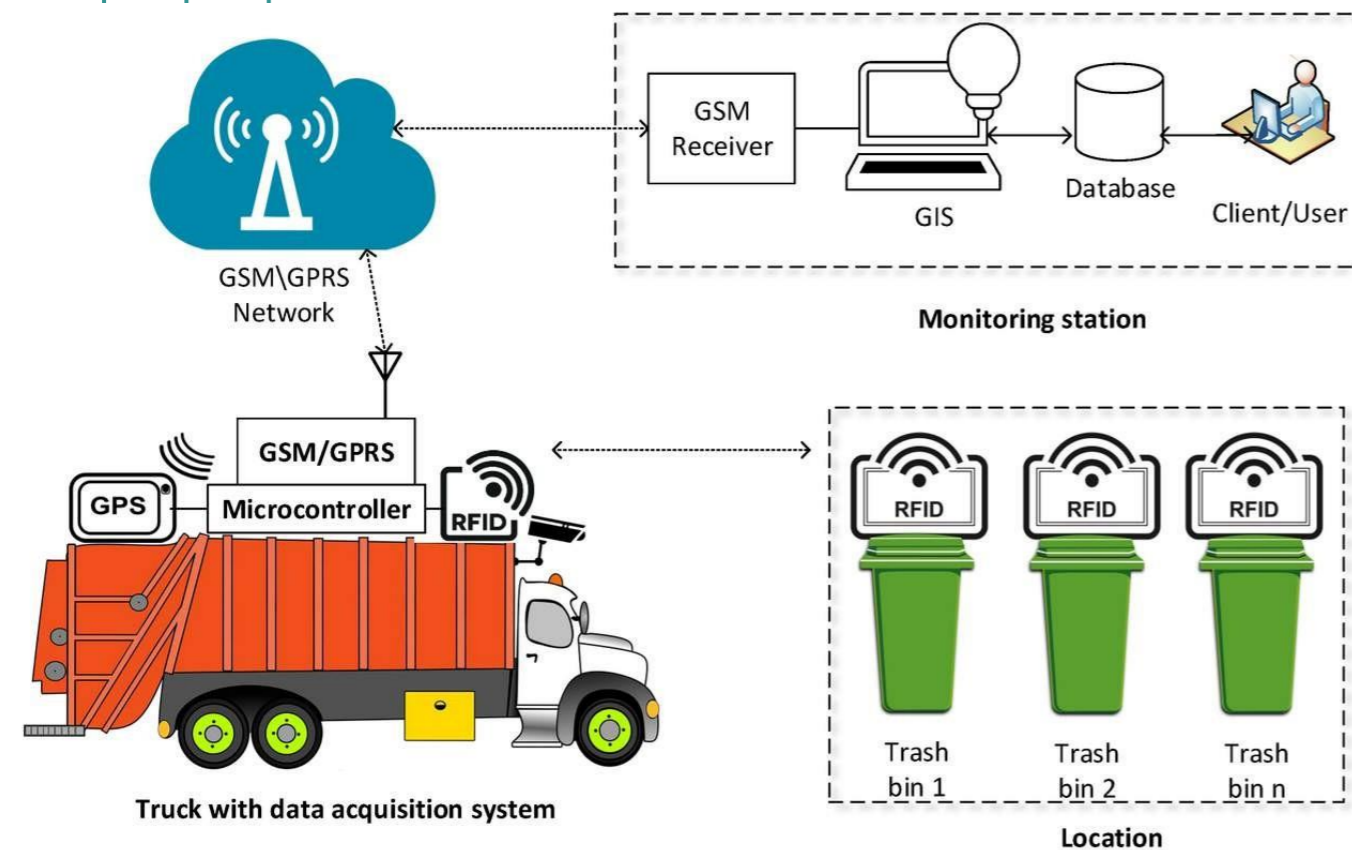 GSM
Receiver
GIS
Database
Client/User
Monitoring station
GSM\GPRS
Network
GSM/GPRS
GPS
Microcontroller
RFID
Truck with data acquisition system
RFID
RFID
RFID
Trash
bin 1
Trash
bin 2
Trash
bin n
Location